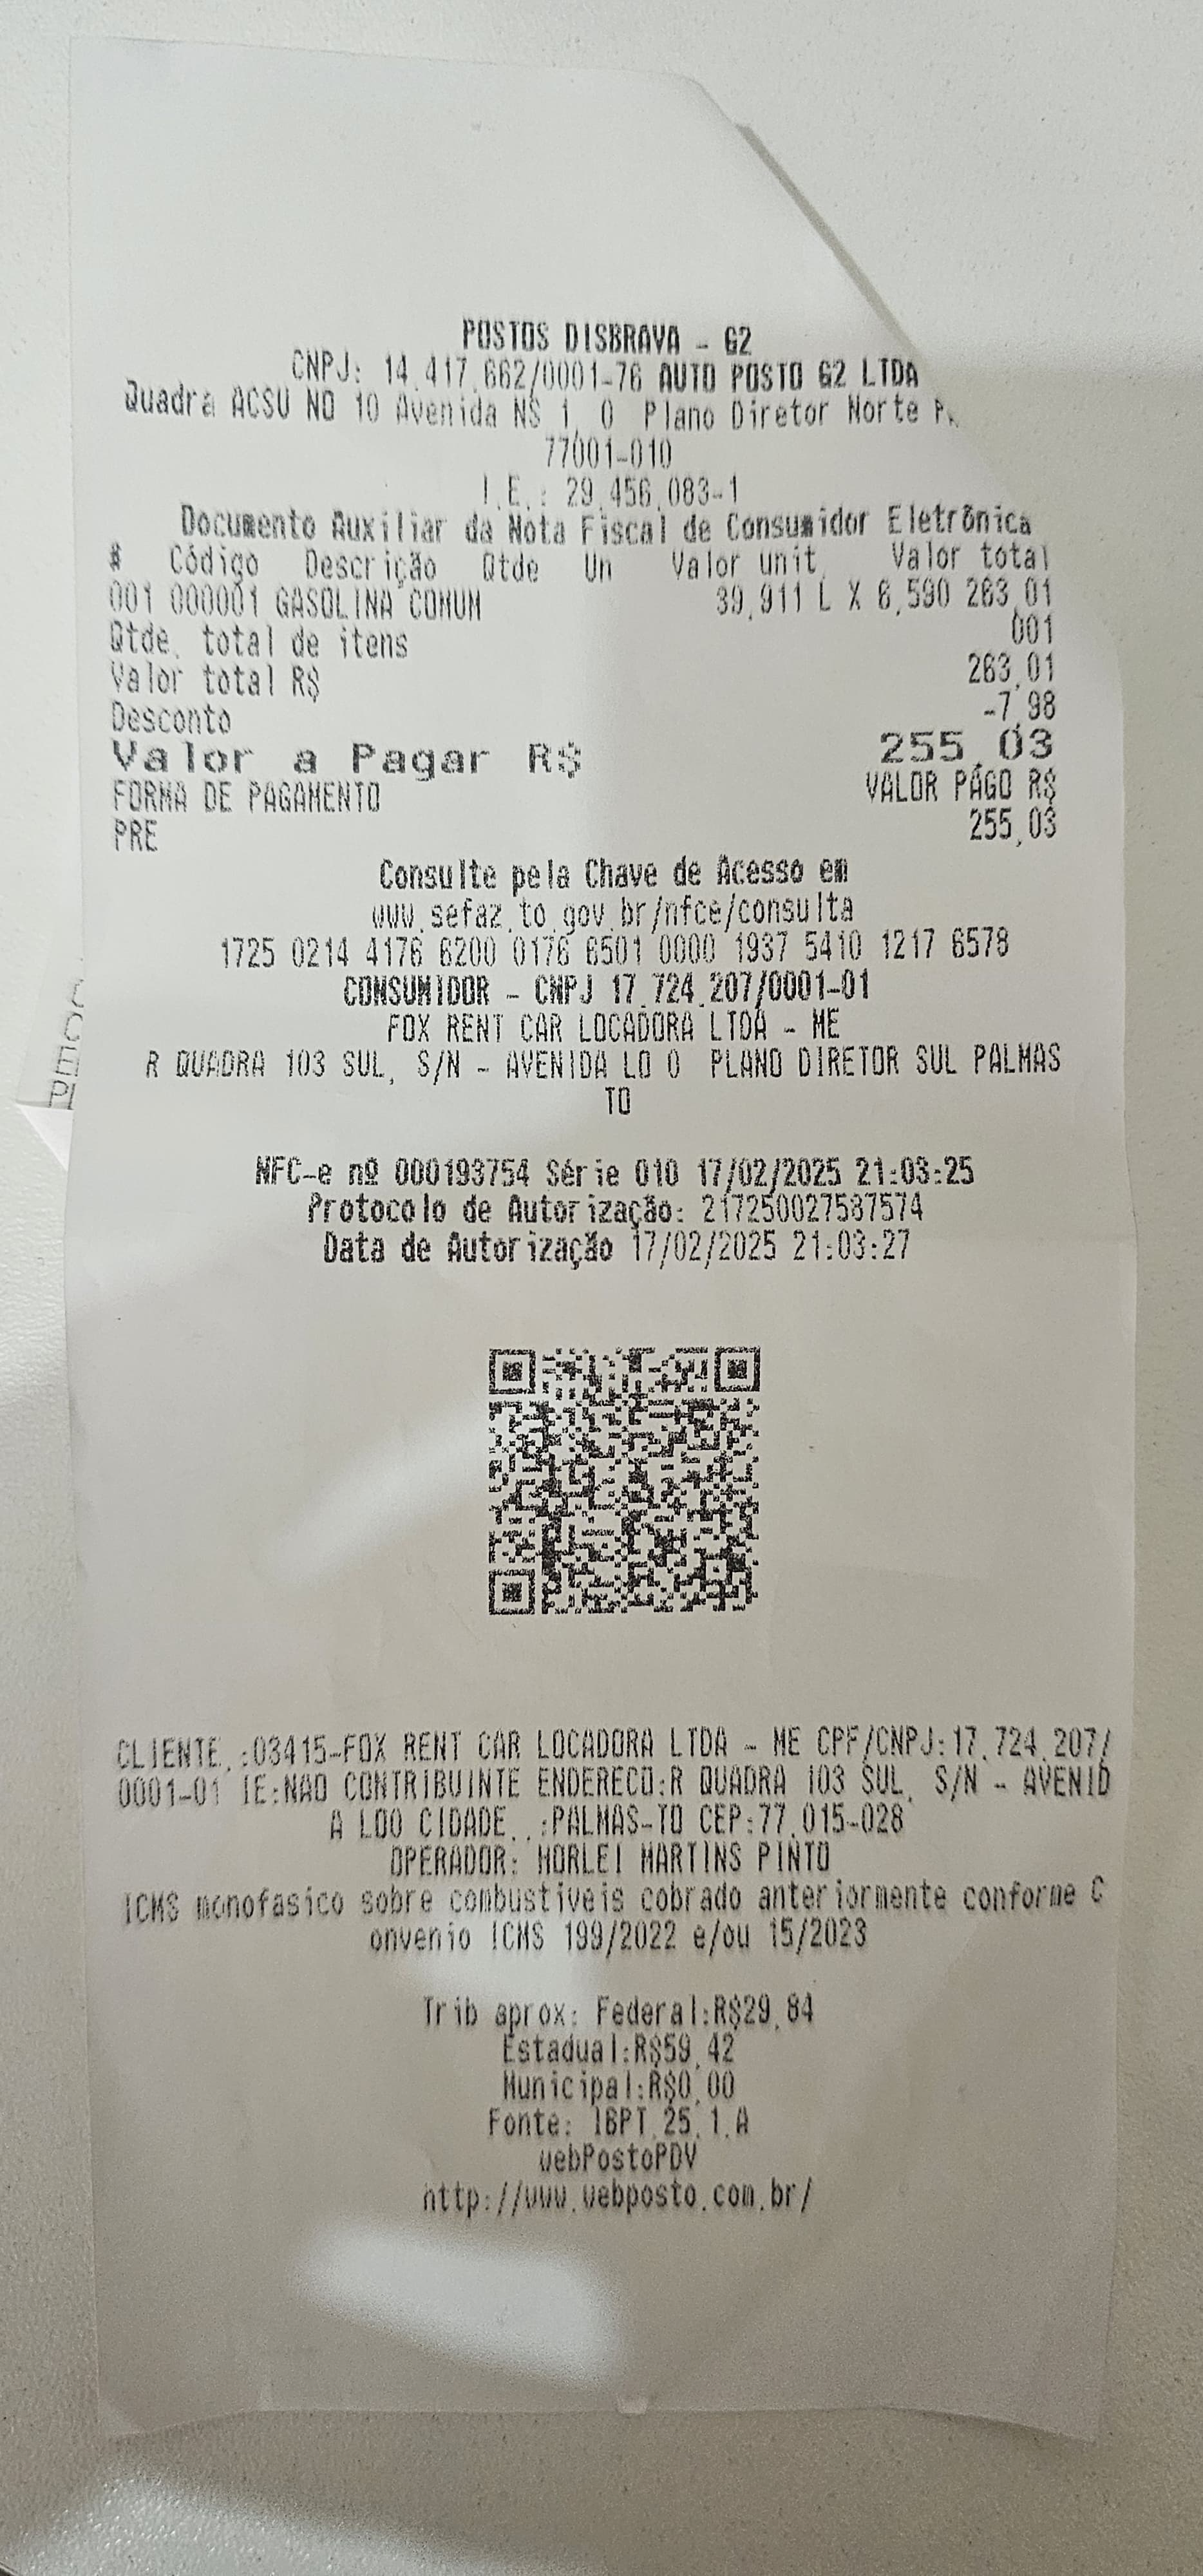 POSTOS DISBRAVA - G2
CNPJ: 14.417.662/0001-76 AUTO POSTO G2 LTDA
Quadra ACSU NO 10 Avenida NS 1, 0 Plano Diretor Norte
77001-010
I.E.: 29.456.083-1
Documento Auxiliar da Nota Fiscal de Consumidor Eletrônica
# Código Descrição Qtde Un Valor unit. Valor total
001 000001 GASOLINA COMUM 39,911 L X 6,590 263,01
Qtde. total de itens 001
Valor total R$ 263,01
Desconto -7,98
Valor a Pagar R$ 255,03
FORMA DE PAGAMENTO VALOR PAGO R$
PRE 255,03
Consulte pela Chave de Acesso em
www.sefaz.to.gov.br/nfce/consulta
1725 0214 4176 6200 0176 6501 0000 1937 5410 1217 6578
CONSUMIDOR - CNPJ 17.724.207/0001-01
FOX RENT CAR LOCADORA LTDA - ME
R QUADRA 103 SUL, S/N - AVENIDA LO 0 PLANO DIRETOR SUL PALMAS
TO
NFC-e nº 000193754 Série 010 17/02/2025 21:03:25
Protocolo de Autorização: 217250027587574
Data de Autorização 17/02/2025 21:03:27
CLIENTE.:03415-FOX RENT CAR LOCADORA LTDA - ME CPF/CNPJ:17.724.207/
0001-01 IE:NAO CONTRIBUINTE ENDERECO:R QUADRA 103 SUL, S/N - AVENID
A LO0 CIDADE..:PALMAS-TO CEP:77.015-028
OPERADOR: MORLEI MARTINS PINTO
ICMS monofasico sobre combustiveis cobrado anteriormente conforme C
onvenio ICMS 199/2022 e/ou 15/2023
Trib aprox: Federal:R$29,84
Estadual:R$59,42
Municipal:R$0,00
Fonte: IBPT.25.1.A
webPostoPDV
http://www.webposto.com.br/